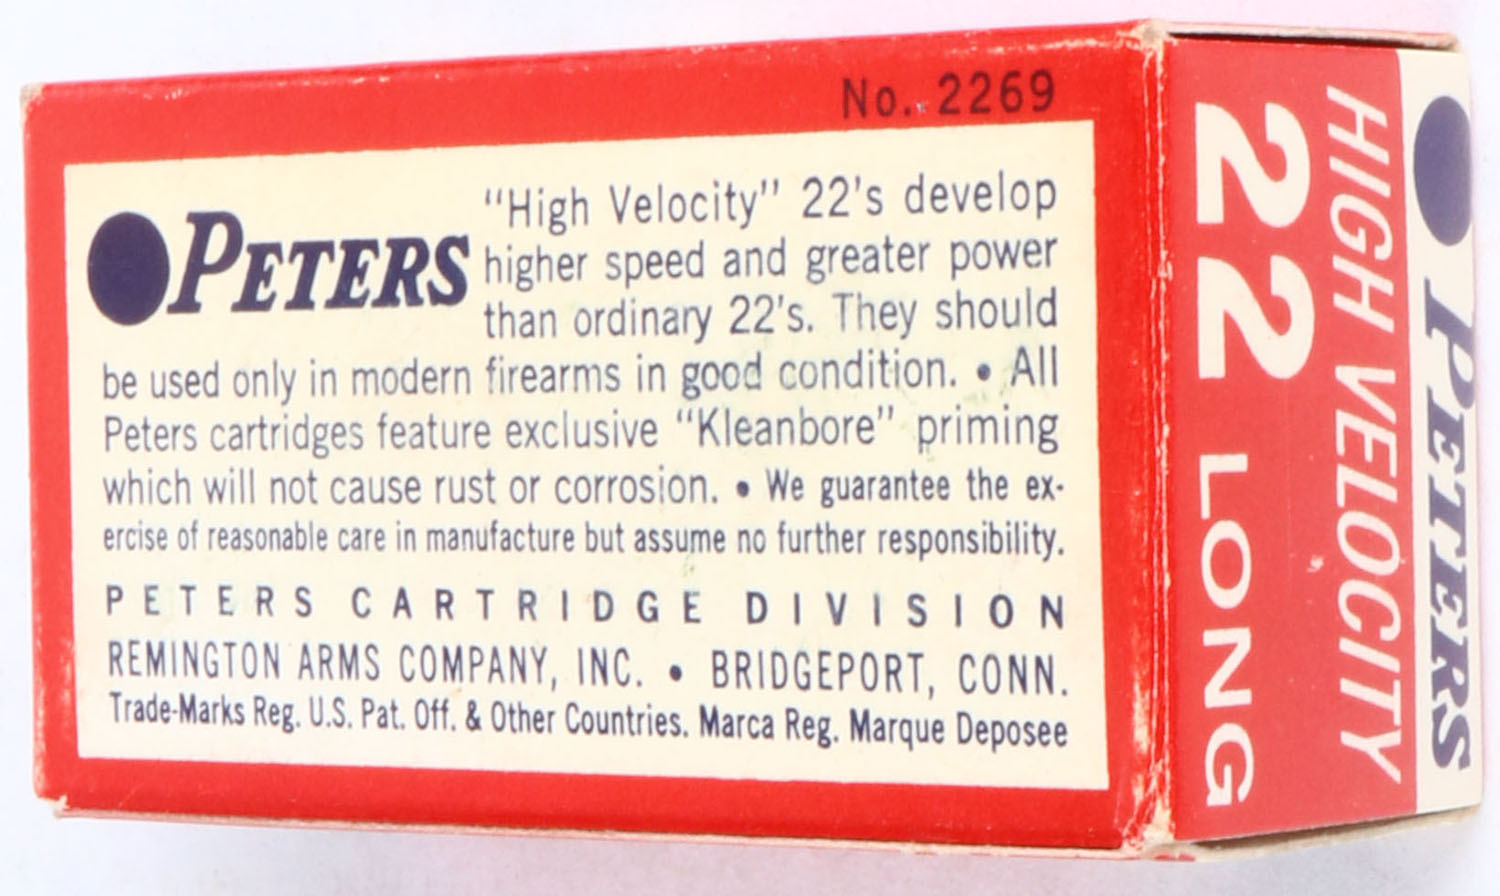 No. 2269
PETERS
"High Velocity" 22's develop
higher speed and greater power
than ordinary 22's. They should
be used only in modern firearms in good condition. • All
Peters cartridges feature exclusive "Kleanbore" priming
which will not cause rust or corrosion. • We guarantee the ex-
ercise of reasonable care in manufacture but assume no further responsibility.
PETERS CARTRIDGE DIVISION
REMINGTON ARMS COMPANY, INC. • BRIDGEPORT, CONN.
Trade-Marks Reg. U.S. Pat. Off. & Other Countries. Marca Reg. Marque Deposee
PETERS
HIGH VELOCITY
22 LONG